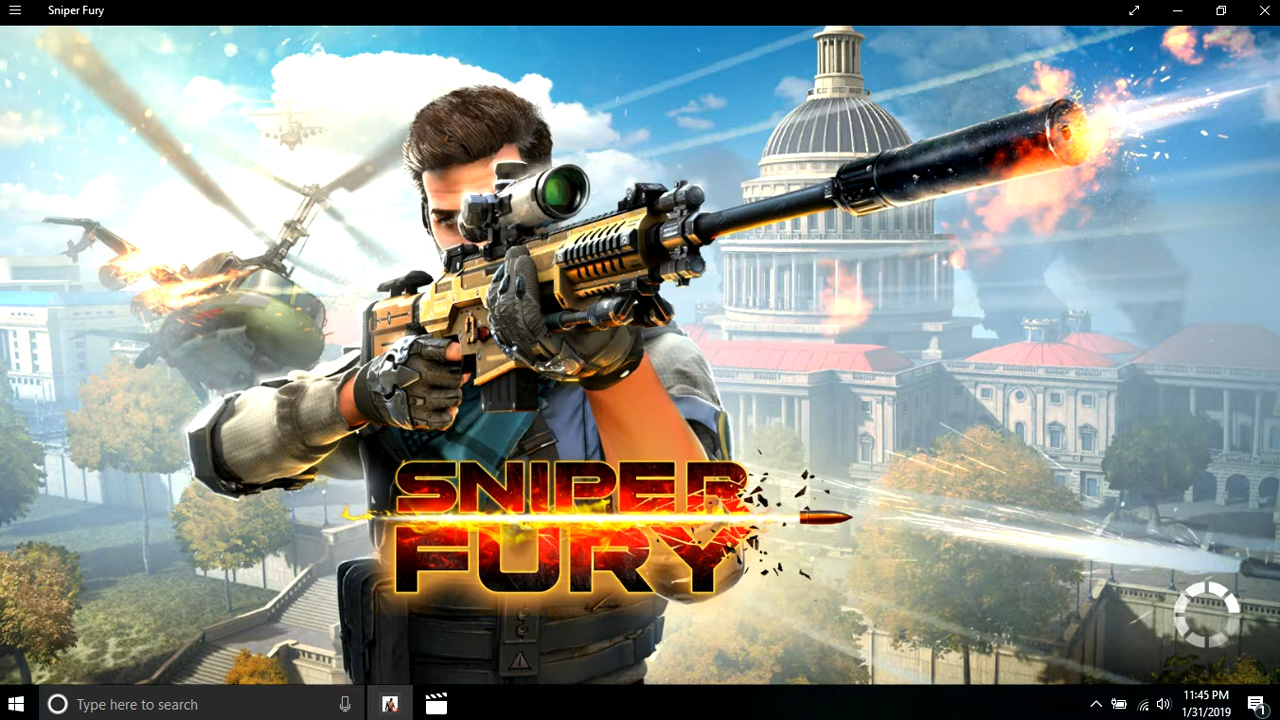 Sniper Fury
SNIPER
FURY
Type here to search
11:45 PM
1/31/2019
1